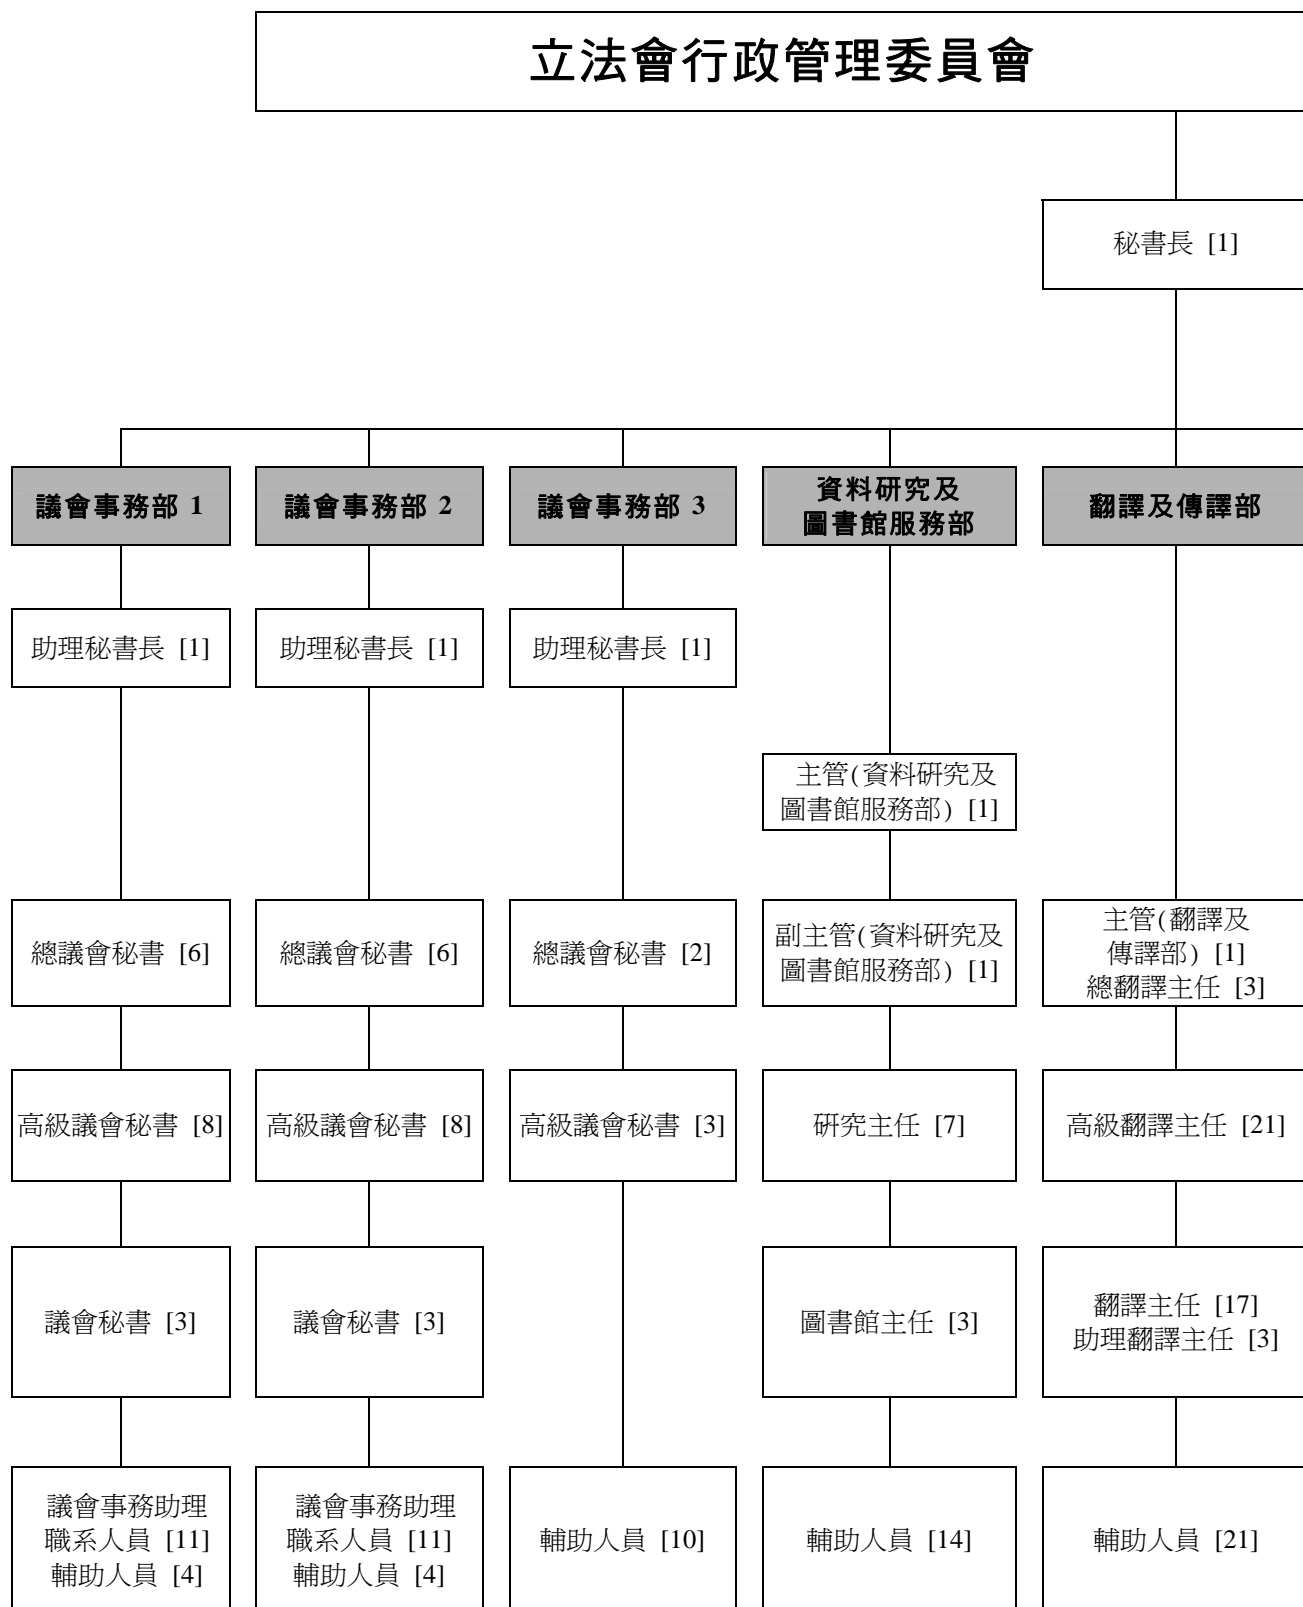 立法會行政管理委員會
秘書長 [1]
議會事務部 1
議會事務部 2
議會事務部 3
資料研究及
圖書館服務部
翻譯及傳譯部
助理秘書長 [1]
助理秘書長 [1]
助理秘書長 [1]
主管(資料研究及
圖書館服務部) [1]
總議會秘書 [6]
總議會秘書 [6]
總議會秘書 [2]
副主管(資料研究及
圖書館服務部) [1]
主管(翻譯及
傳譯部) [1]
總翻譯主任 [3]
高級議會秘書 [8]
高級議會秘書 [8]
高級議會秘書 [3]
研究主任 [7]
高級翻譯主任 [21]
議會秘書 [3]
議會秘書 [3]
圖書館主任 [3]
翻譯主任 [17]
助理翻譯主任 [3]
議會事務助理
職系人員 [11]
輔助人員 [4]
議會事務助理
職系人員 [11]
輔助人員 [4]
輔助人員 [10]
輔助人員 [14]
輔助人員 [21]